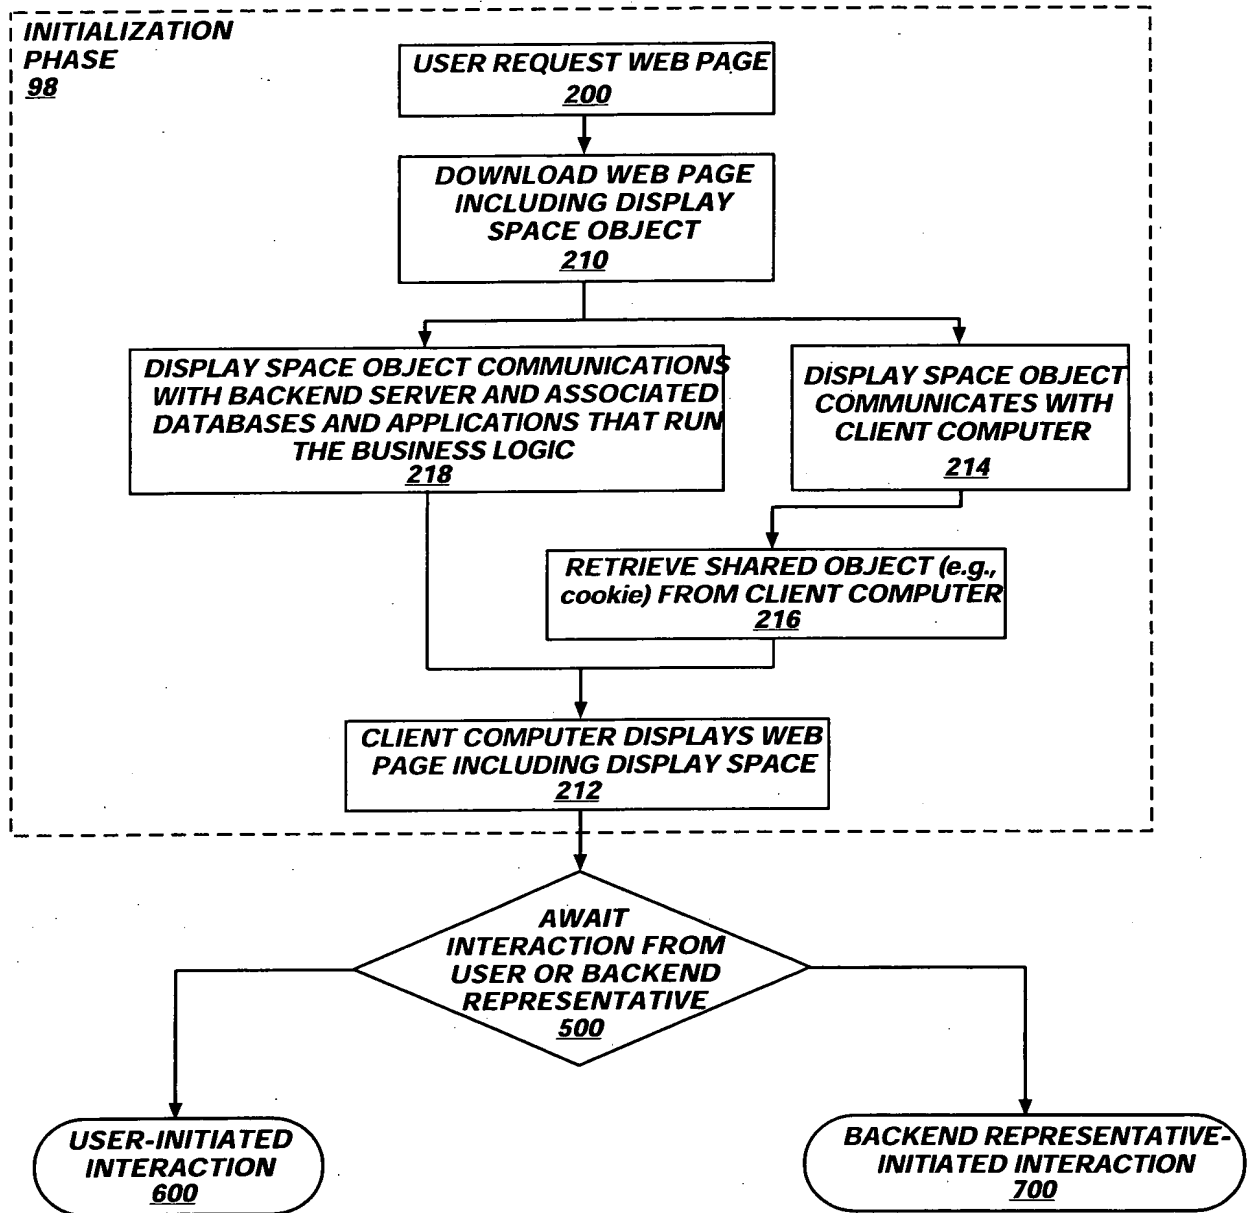 INITIALIZATION
PHASE
98
USER REQUEST WEB PAGE
200
DOWNLOAD WEB PAGE
INCLUDING DISPLAY
SPACE OBJECT
210
DISPLAY SPACE OBJECT COMMUNICATIONS
WITH BACKEND SERVER AND ASSOCIATED
DATABASES AND APPLICATIONS THAT RUN
THE BUSINESS LOGIC
218
DISPLAY SPACE OBJECT
COMMUNICATES WITH
CLIENT COMPUTER
214
RETRIEVE SHARED OBJECT (e.g.,
cookie) FROM CLIENT COMPUTER
216
CLIENT COMPUTER DISPLAYS WEB
PAGE INCLUDING DISPLAY SPACE
212
AWAIT
INTERACTION FROM
USER OR BACKEND
REPRESENTATIVE
500
USER-INITIATED
INTERACTION
600
BACKEND REPRESENTATIVE-
INITIATED INTERACTION
700